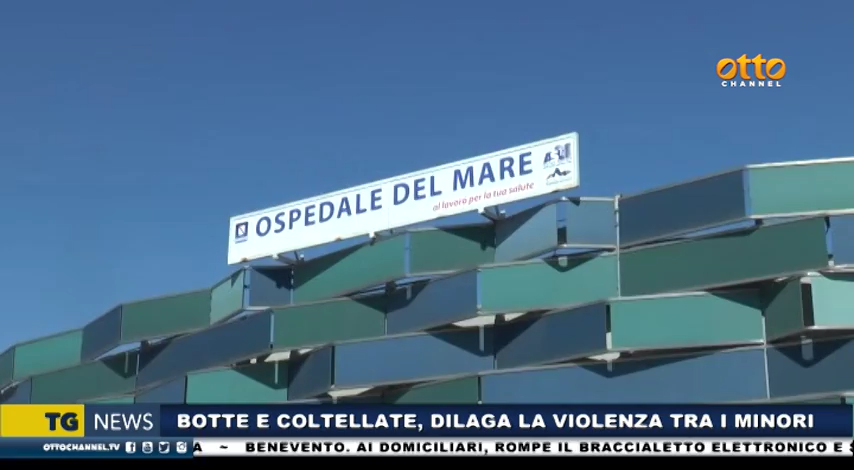 otto
CHANNEL
OSPEDALE DEL MARE
al lavoro per la tua salute
TG NEWS
BOTTE E COLTELLATE, DILAGA LA VIOLENZA TRA I MINORI
OTTOCHANNEL.TV
A ~ BENEVENTO. AI DOMICILIARI, ROMPE IL BRACCIALETTO ELETTRONICO E S